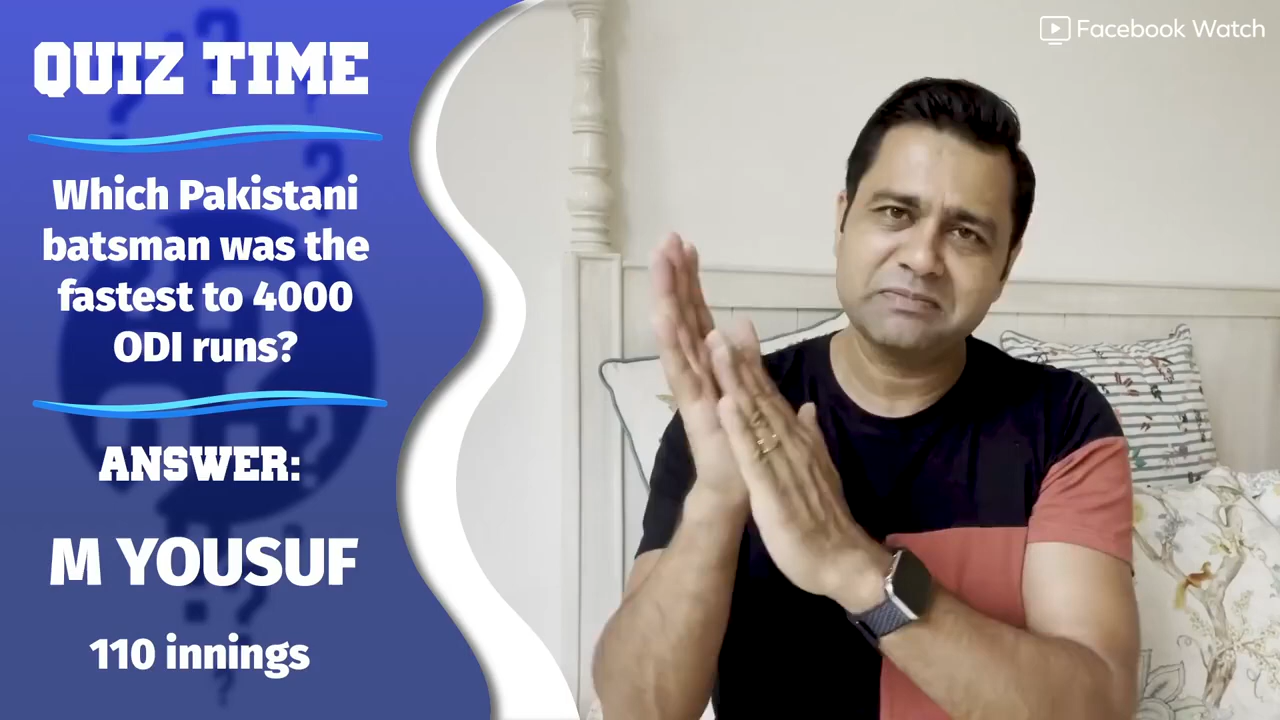 QUIZ TIME
Which Pakistani
batsman was the
fastest to 4000
ODI runs?
ANSWER:
M YOUSUF
110 innings
Facebook Watch